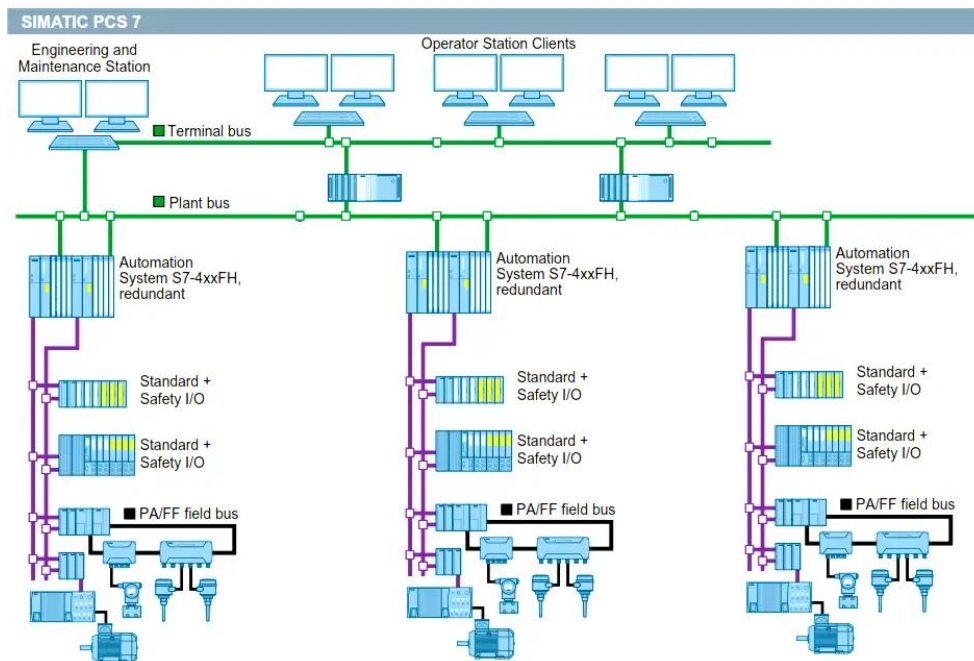 SIMATIC PCS 7
Engineering and
Maintenance Station
Operator Station Clients
Terminal bus
Plant bus
Automation
System S7-4xxFH,
redundant
Automation
System S7-4xxFH,
redundant
Automation
System S7-4xxFH,
redundant
Standard +
Safety I/O
Standard +
Safety I/O
Standard +
Safety I/O
Standard +
Safety I/O
Standard +
Safety I/O
Standard +
Safety I/O
PA/FF field bus
PA/FF field bus
PA/FF field bus